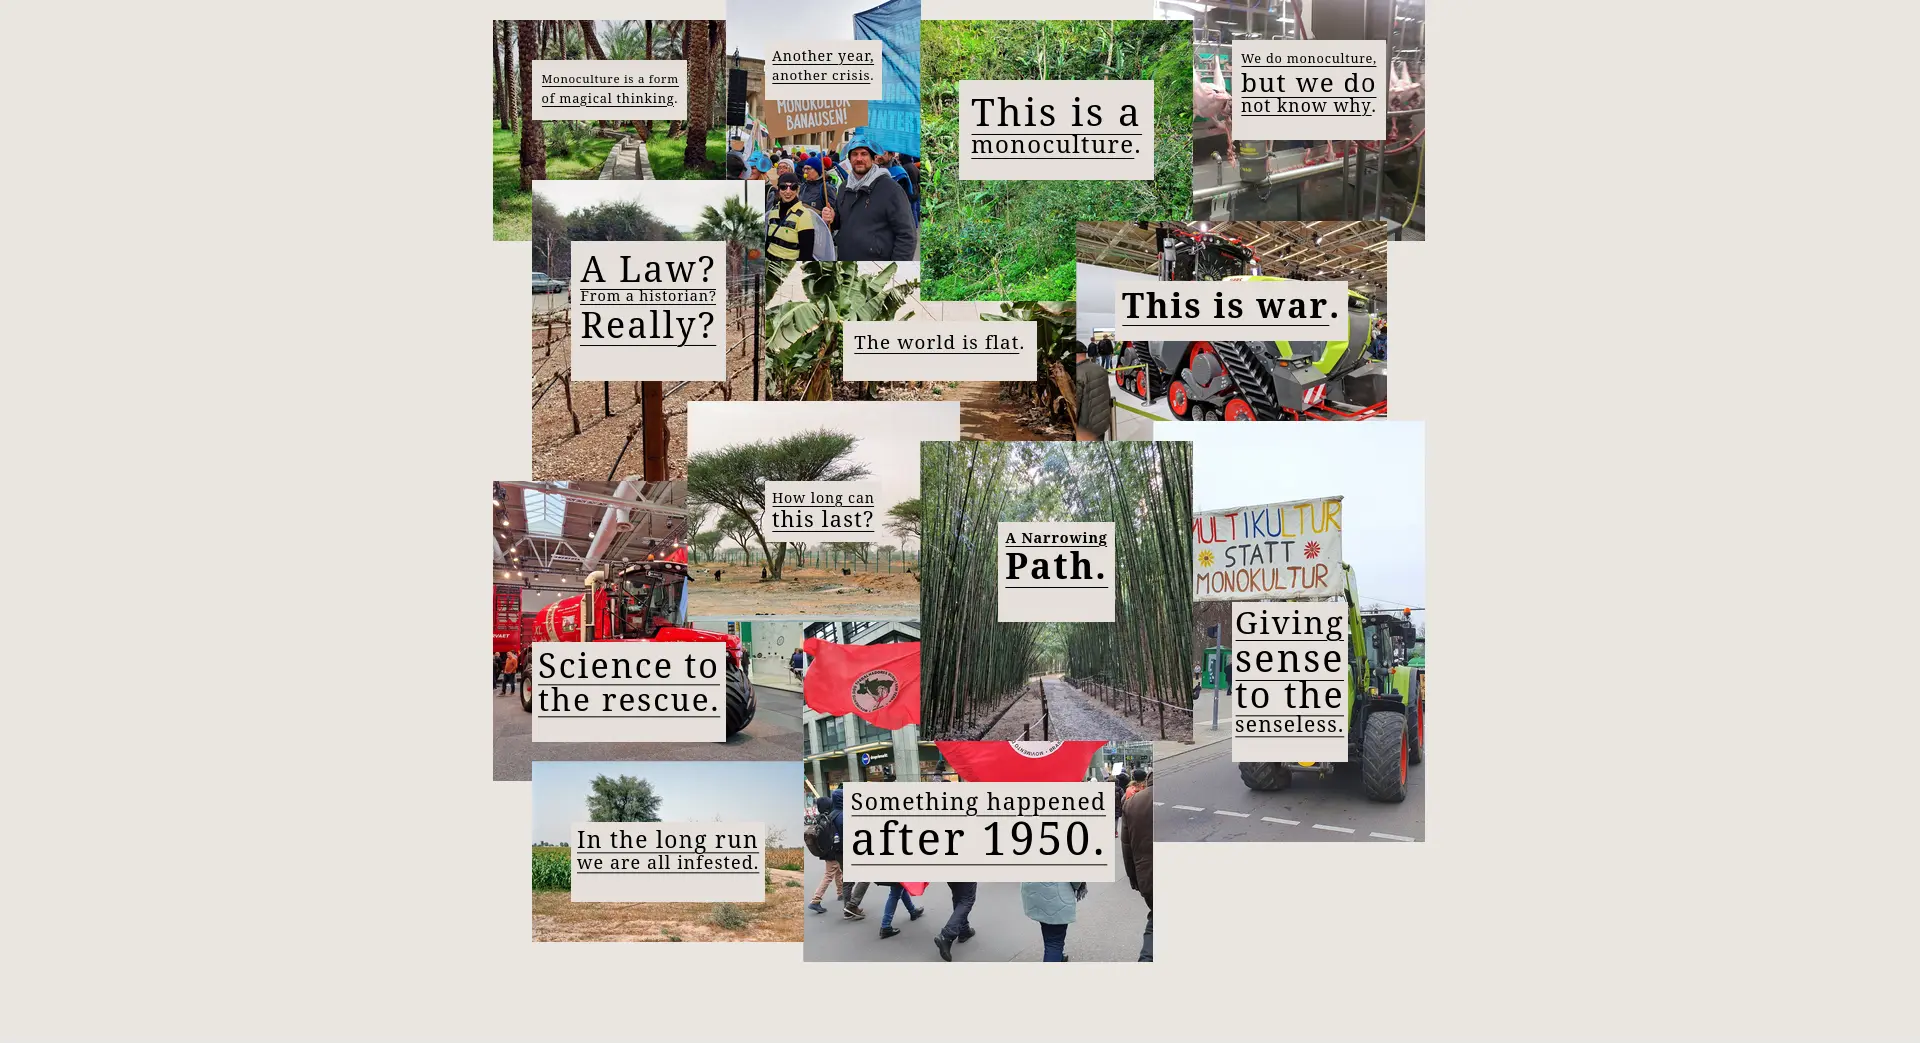 Monoculture is a form
of magical thinking.
Another year,
another crisis.
MONOKULTUR
BANAUSEN!
This is a
monoculture.
We do monoculture,
but we do
not know why.
A Law?
From a historian?
Really?
The world is flat.
This is war.
How long can
this last?
A Narrowing
Path.
MULTIKULTUR
STATT
MONOKULTUR
Giving
sense
to the
senseless.
Science to
the rescue.
In the long run
we are all infested.
Something happened
after 1950.